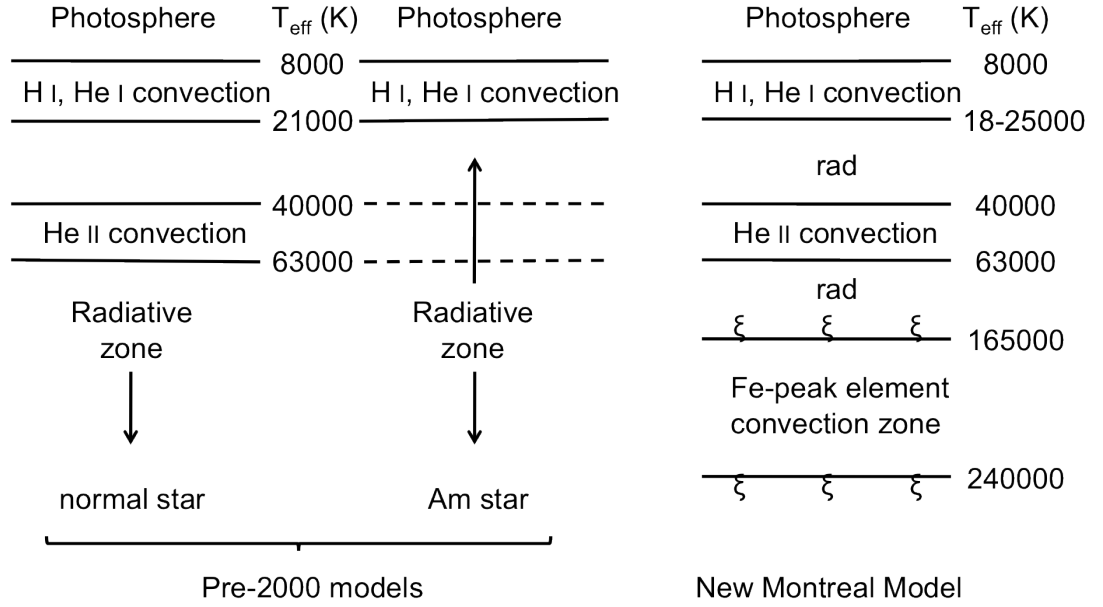 Photosphere T_eff (K) Photosphere Photosphere T_eff (K)
8000 8000
H I, He I convection H I, He I convection H I, He I convection
21000 18-25000
rad
40000 40000
He II convection He II convection
63000 63000
rad
Radiative Radiative
zone zone
ξ ξ ξ
165000
Fe-peak element
convection zone
240000
ξ ξ ξ
normal star Am star
Pre-2000 models New Montreal Model